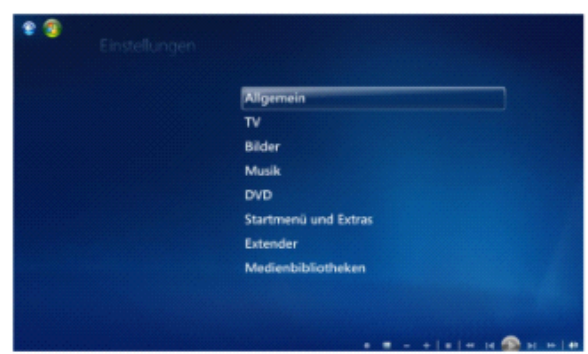 Einstellungen
Allgemein
TV
Bilder
Musik
DVD
Startmenü und Extras
Extender
Medienbibliotheken